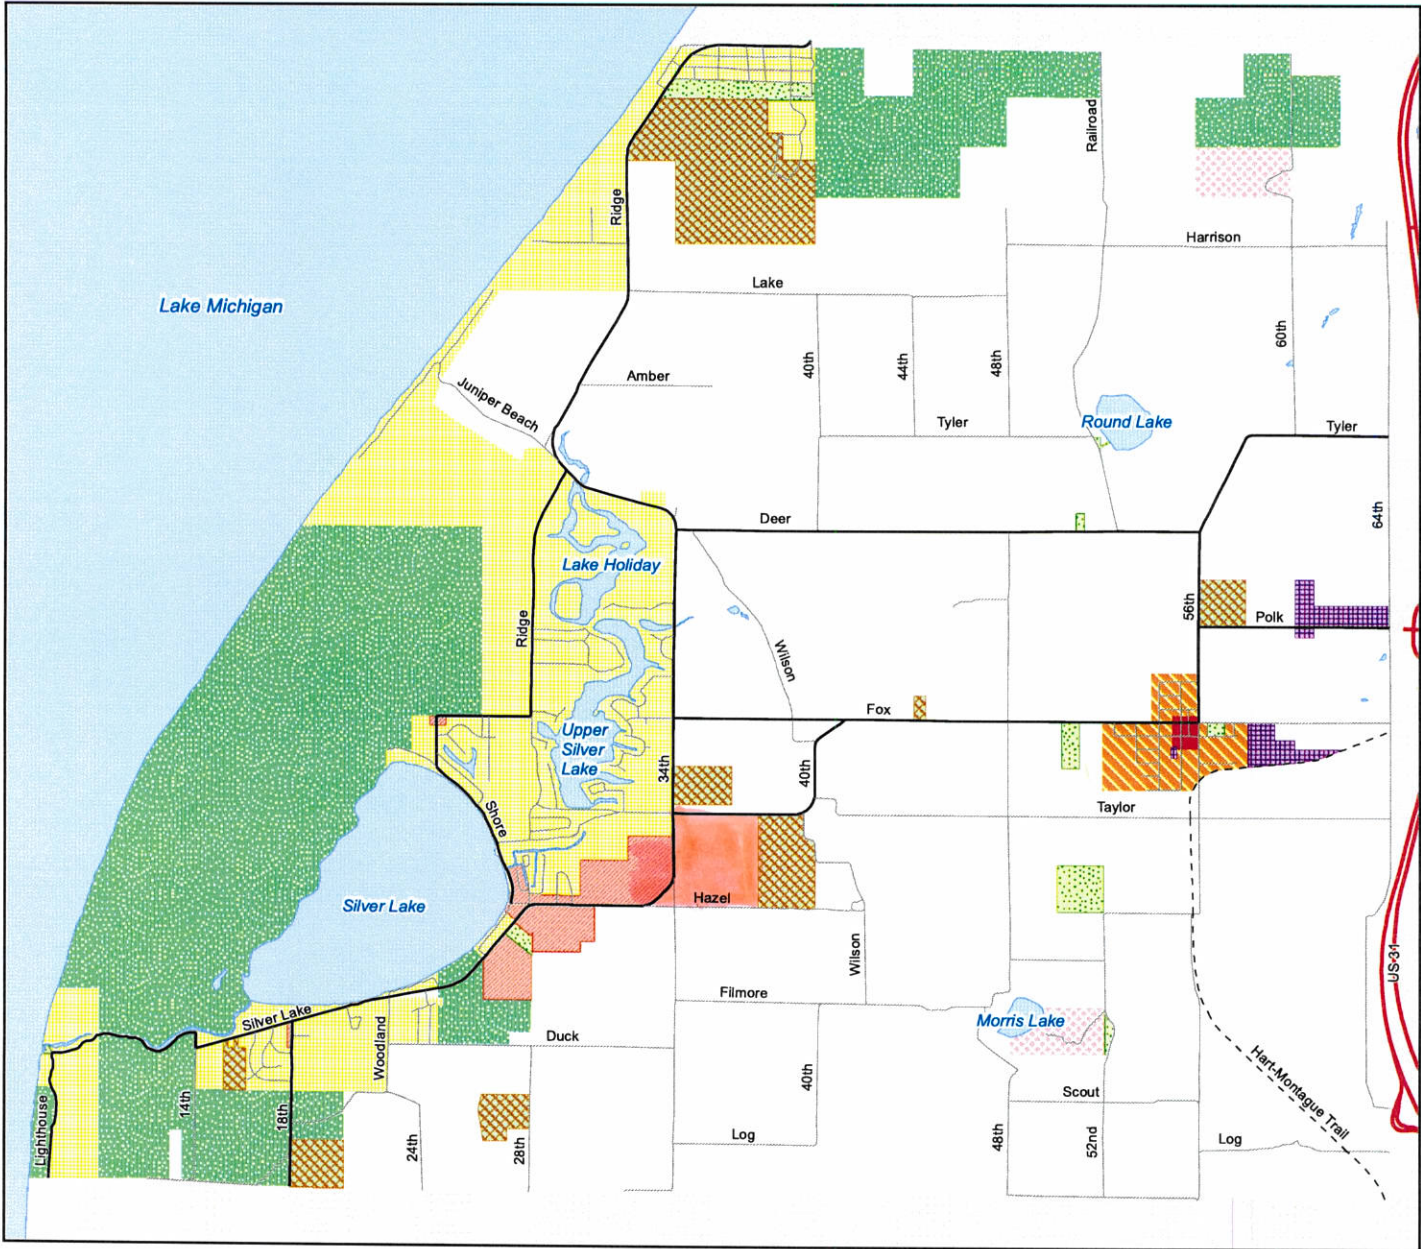 Railroad
Ridge
Harrison
Lake
Lake Michigan
60th
40th
44th
48th
Amber
Juniper Beach
Tyler
Round Lake
Tyler
64th
Deer
Lake Holiday
56th
Polk
Ridge
Wilson
Fox
Upper
Silver
Lake
34th
40th
Shore
Taylor
Hazel
Silver Lake
Wilson
US-31
Filmore
Silver Lake
Morris Lake
Woodland
Duck
40th
Hart-Montague Trail
14th
18th
Scout
Lighthouse
24th
28th
Log
48th
52nd
Log